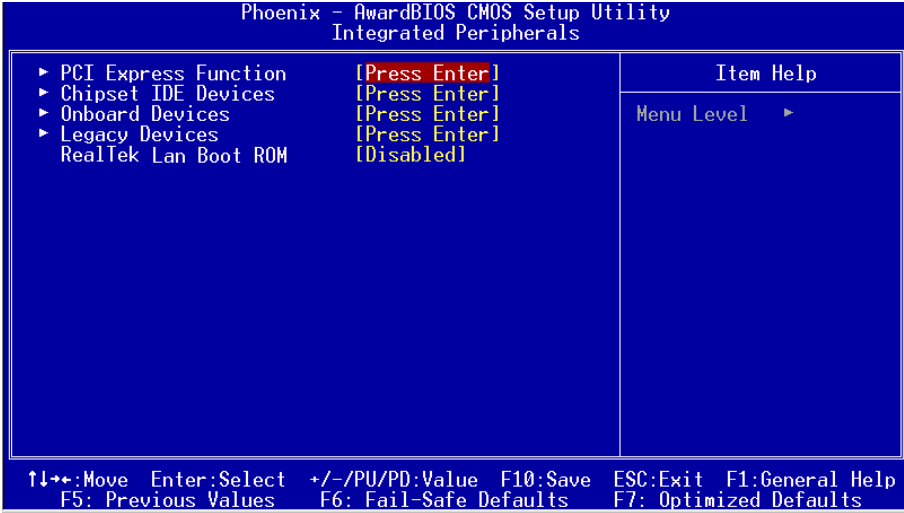 Phoenix - AwardBIOS CMOS Setup Utility
Integrated Peripherals
► PCI Express Function [Press Enter]
► Chipset IDE Devices [Press Enter]
► Onboard Devices [Press Enter]
► Legacy Devices [Press Enter]
RealTek Lan Boot ROM [Disabled]
Item Help
Menu Level ►
↑↓→←:Move Enter:Select +/-/PU/PD:Value F10:Save ESC:Exit F1:General Help
F5: Previous Values F6: Fail-Safe Defaults F7: Optimized Defaults